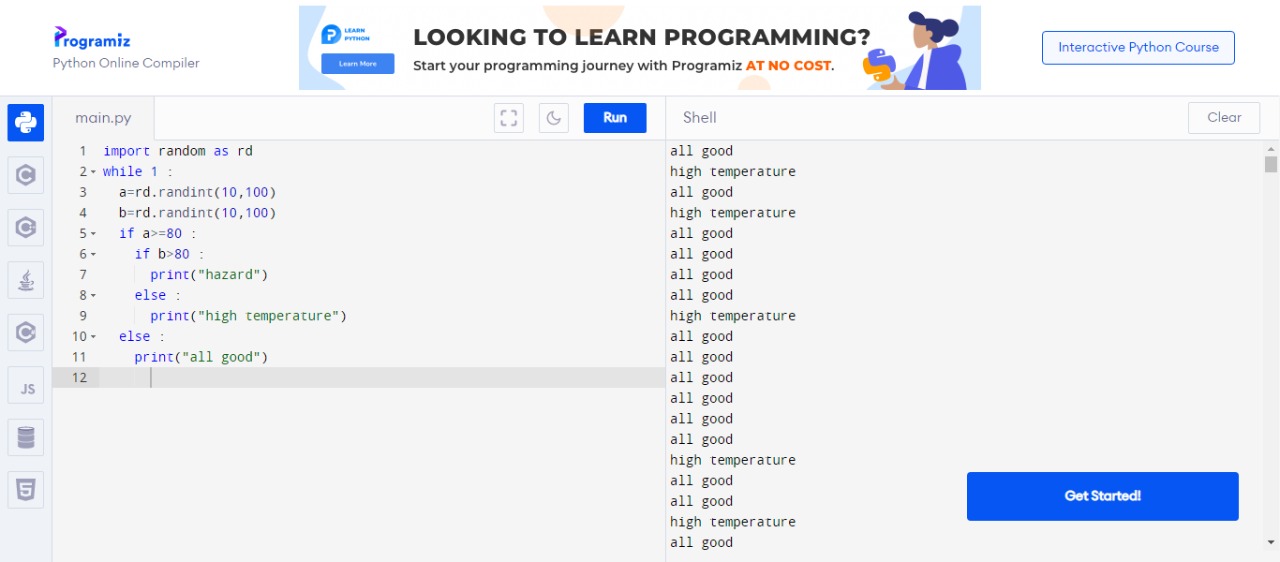 Programiz
Python Online Compiler
LEARN
PYTHON
Learn More
LOOKING TO LEARN PROGRAMMING?
Start your programming journey with Programiz AT NO COST.
Interactive Python Course
main.py
Run
Shell
Clear
1 import random as rd
2 while 1 :
3 a=rd.randint(10,100)
4 b=rd.randint(10,100)
5 if a>=80 :
6 if b>80 :
7 print("hazard")
8 else :
9 print("high temperature")
10 else :
11 print("all good")
12
JS
all good
high temperature
all good
high temperature
all good
all good
all good
all good
high temperature
all good
all good
all good
all good
all good
all good
high temperature
all good
all good
high temperature
all good
Get Started!